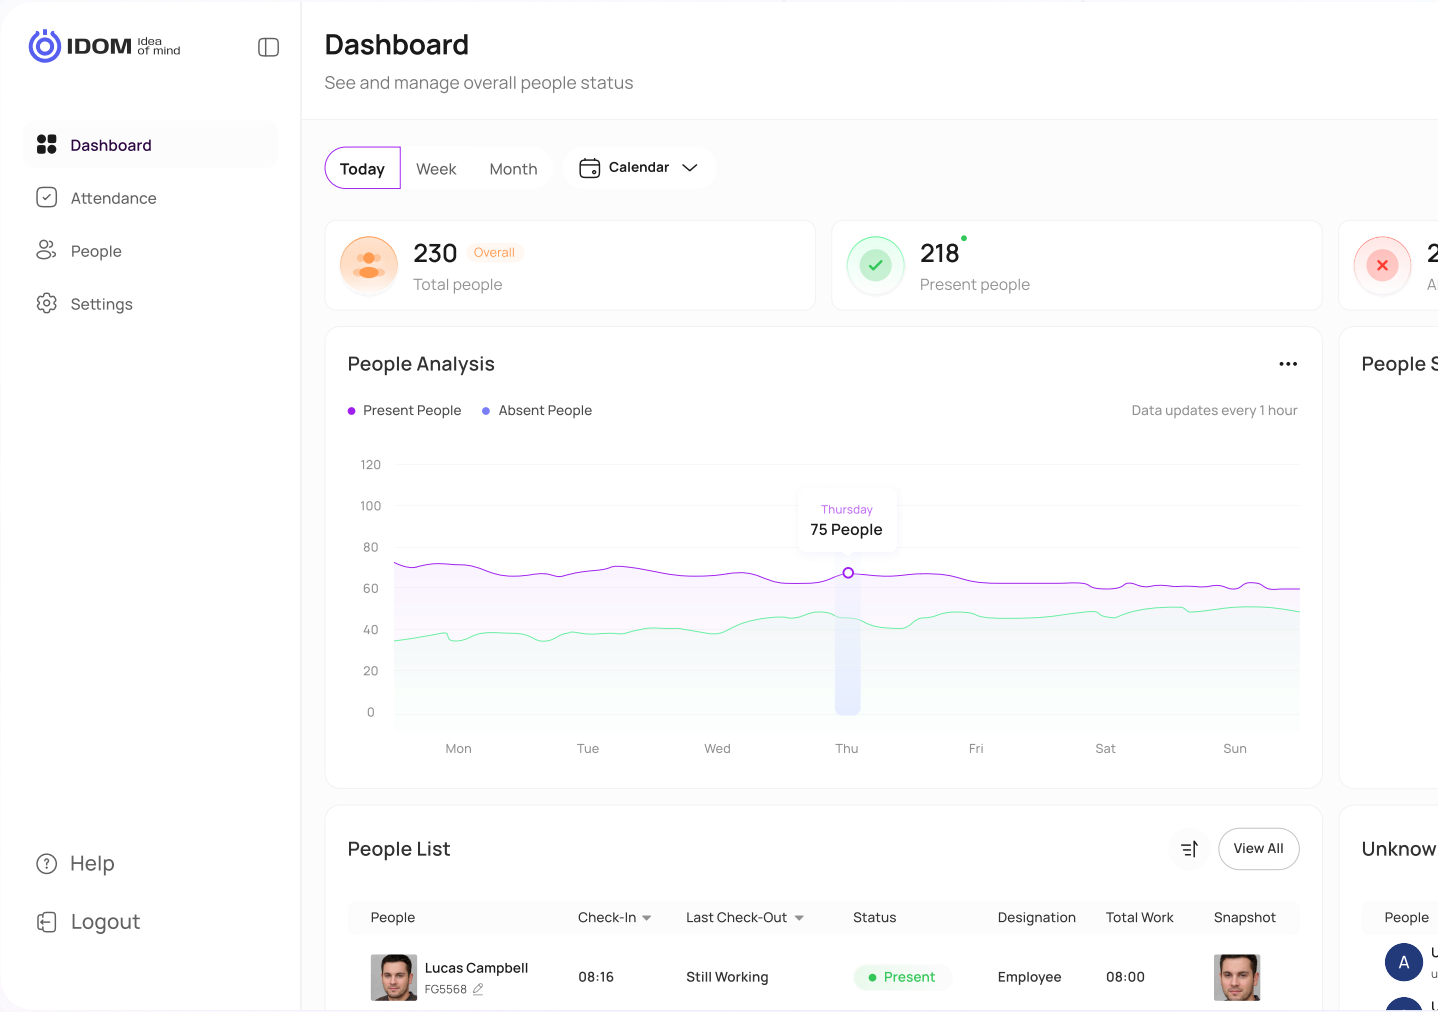 IDOM
Idea
of mind
Dashboard
Attendance
People
Settings
Help
Logout
Dashboard
See and manage overall people status
Today
Week
Month
Calendar
230
Overall
Total people
218
Present people
2
A
People Analysis
Present People
Absent People
Data updates every 1 hour
120
100
80
60
40
20
0
Thursday
75 People
Mon
Tue
Wed
Thu
Fri
Sat
Sun
People S
People List
View All
People
Check-In
Last Check-Out
Status
Designation
Total Work
Snapshot
Lucas Campbell
FG5568
08:16
Still Working
Present
Employee
08:00
Unknow
People
A
U
u